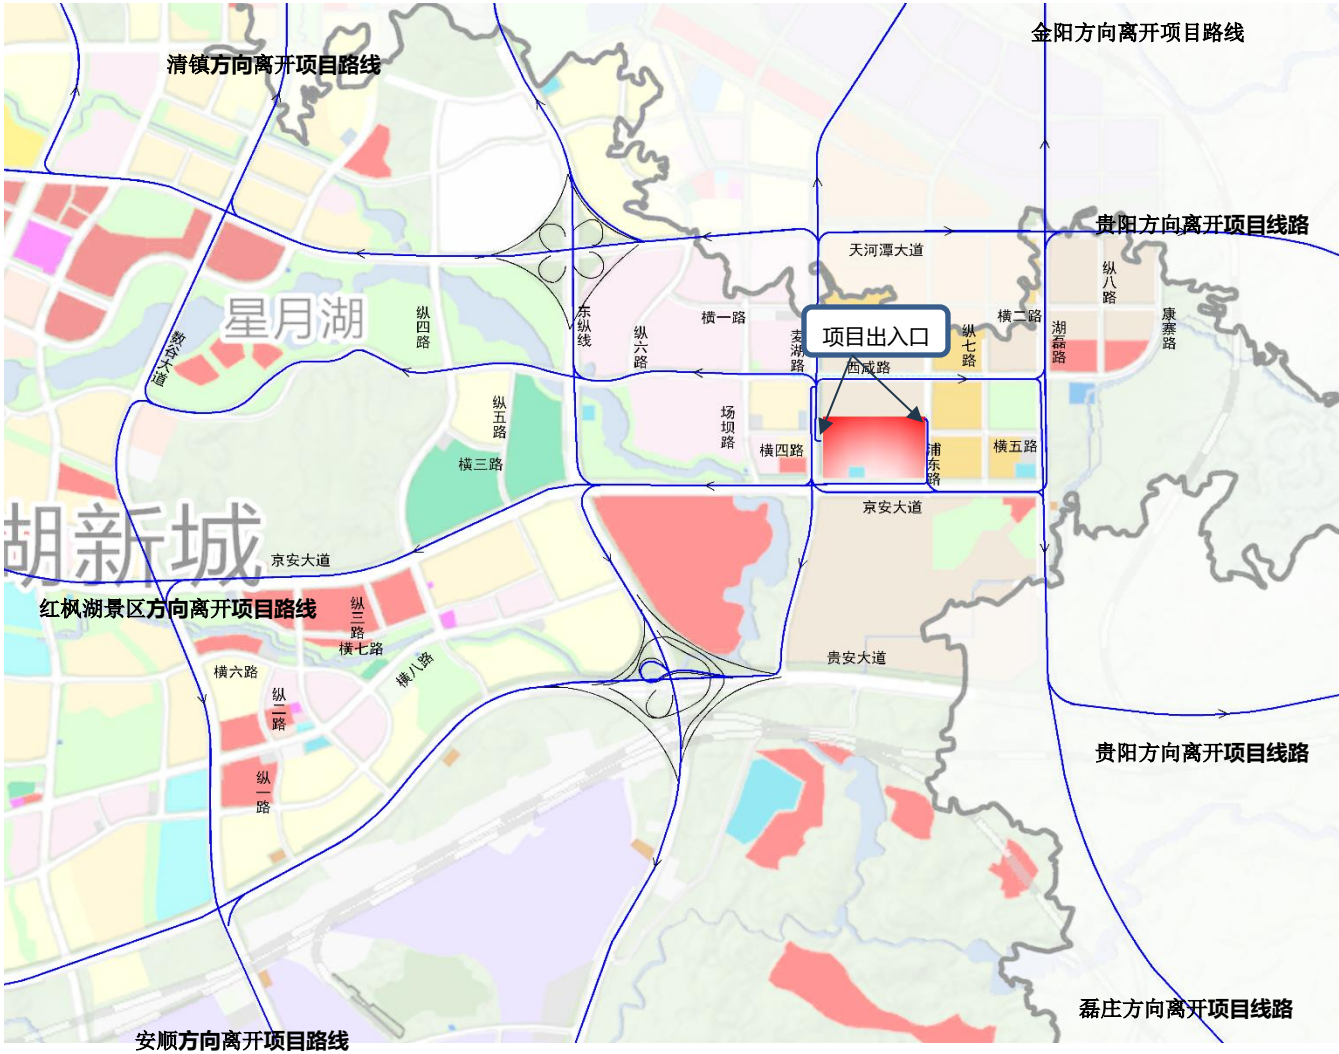 金阳方向离开项目路线
清镇方向离开项目路线
贵阳方向离开项目线路
天河潭大道
纵八路
星月湖
纵四路
东纵线
纵六路
横一路
麦湖路
项目出入口
纵七路
横二路
湖磊路
康寨路
数谷大道
西成路
纵五路
场坝路
横三路
横四路
浦东路
横五路
湖新城
京安大道
京安大道
红枫湖景区方向离开项目路线
纵三路
横七路
横六路
横八路
贵安大道
纵二路
纵一路
贵阳方向离开项目线路
磊庄方向离开项目线路
安顺方向离开项目路线